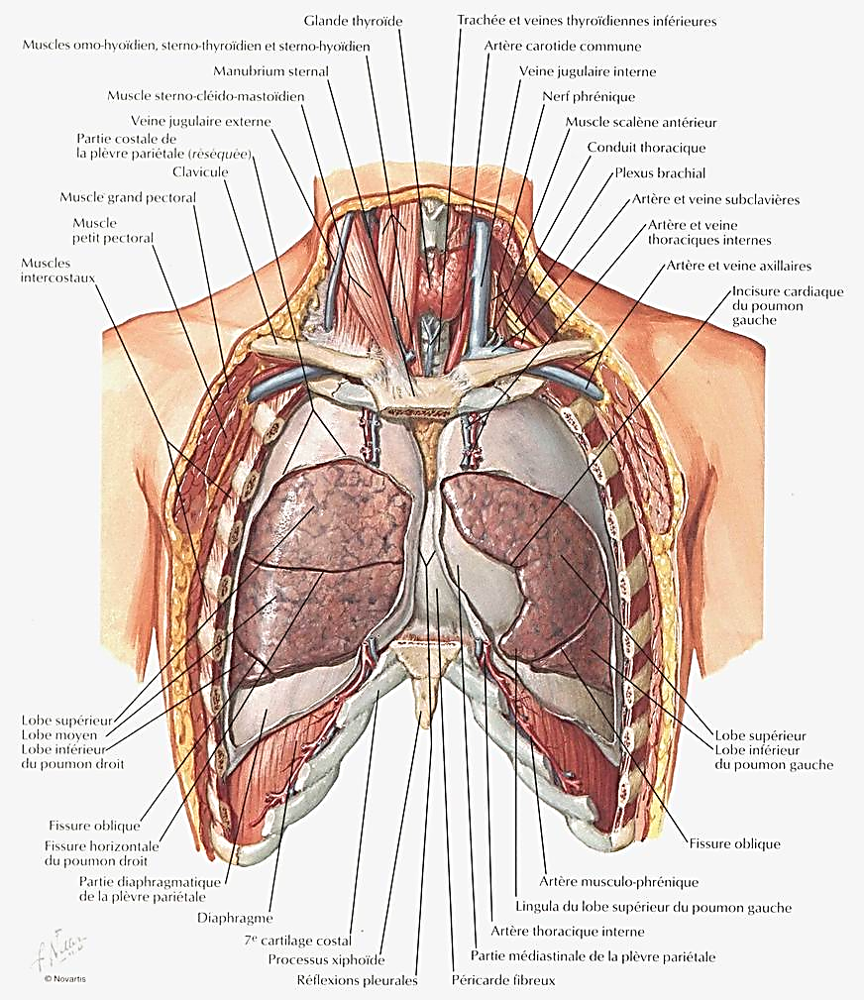 Glande thyroïde
Muscles omo-hyoïdien, sterno-thyroïdien et sterno-hyoïdien
Manubrium sternal
Muscle sterno-cléido-mastoïdien
Veine jugulaire externe
Partie costale de
la plèvre pariétale (réséquée)
Clavicule
Muscle grand pectoral
Muscle
petit pectoral
Muscles
intercostaux
Trachée et veines thyroïdiennes inférieures
Artère carotide commune
Veine jugulaire interne
Nerf phrénique
Muscle scalène antérieur
Conduit thoracique
Plexus brachial
Artère et veine subclavières
Artère et veine
thoraciques internes
Artère et veine axillaires
Incisure cardiaque
du poumon
gauche
Lobe supérieur
Lobe moyen
Lobe inférieur
du poumon droit
Fissure oblique
Fissure horizontale
du poumon droit
Partie diaphragmatique
de la plèvre pariétale
Diaphragme
7e cartilage costal
Processus xiphoïde
Réflexions pleurales
Lobe supérieur
Lobe inférieur
du poumon gauche
Fissure oblique
Artère musculo-phrénique
Lingula du lobe supérieur du poumon gauche
Artère thoracique interne
Partie médiastinale de la plèvre pariétale
Péricarde fibreux
© Novartis